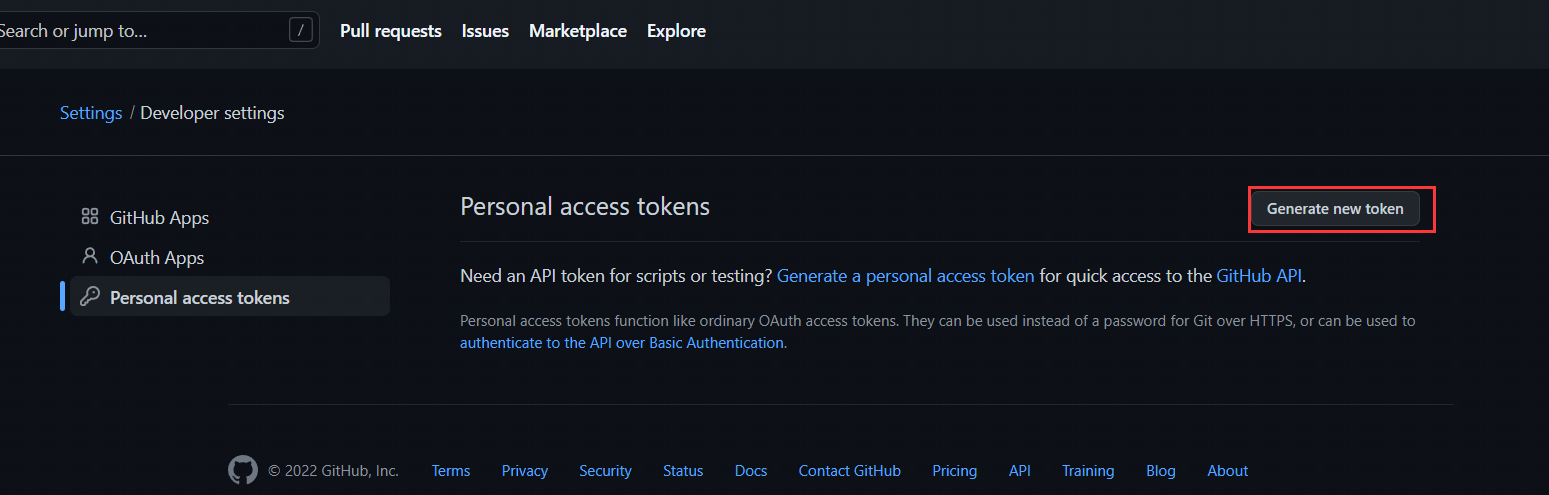 Search or jump to... / Pull requests Issues Marketplace Explore
Settings / Developer settings
GitHub Apps
OAuth Apps
Personal access tokens
Personal access tokens Generate new token
Need an API token for scripts or testing? Generate a personal access token for quick access to the GitHub API.
Personal access tokens function like ordinary OAuth access tokens. They can be used instead of a password for Git over HTTPS, or can be used to
authenticate to the API over Basic Authentication.
© 2022 GitHub, Inc. Terms Privacy Security Status Docs Contact GitHub Pricing API Training Blog About